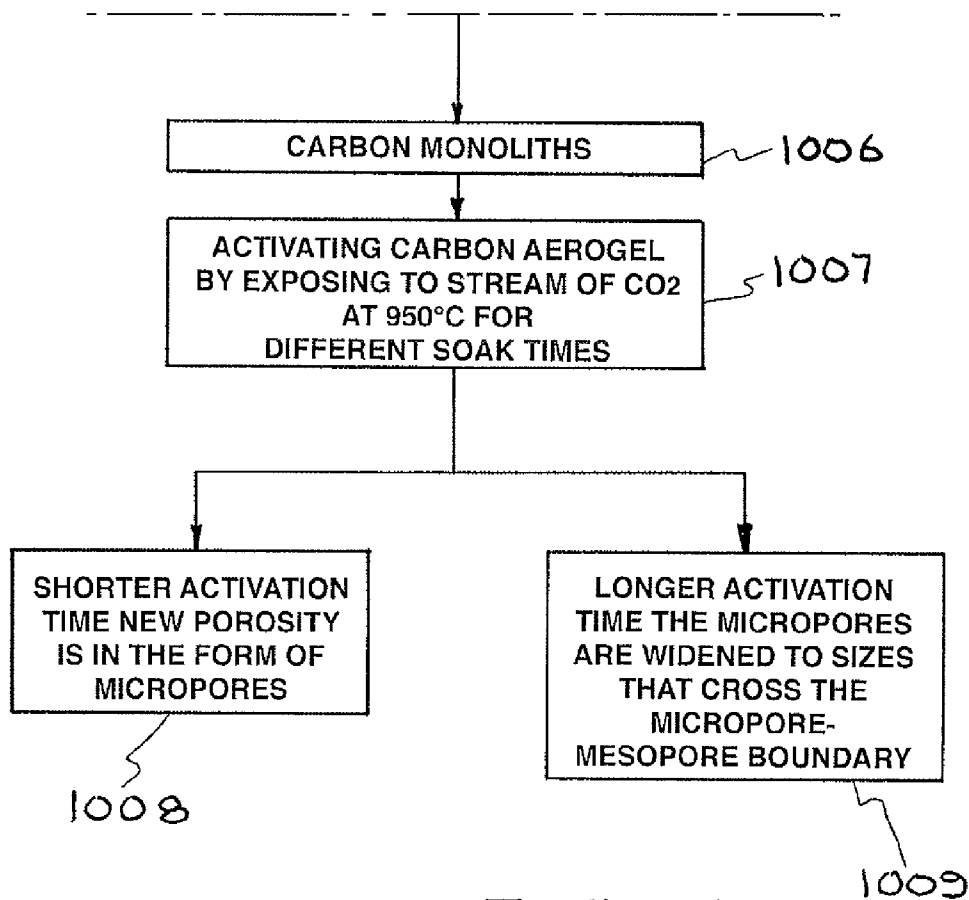 CARBON MONOLITHS
1006
ACTIVATING CARBON AEROGEL
BY EXPOSING TO STREAM OF CO2
AT 950°C FOR
DIFFERENT SOAK TIMES
1007
SHORTER ACTIVATION
TIME NEW POROSITY
IS IN THE FORM OF
MICROPORES
1008
LONGER ACTIVATION
TIME THE MICROPORES
ARE WIDENED TO SIZES
THAT CROSS THE
MICROPORE-
MESOPORE BOUNDARY
1009